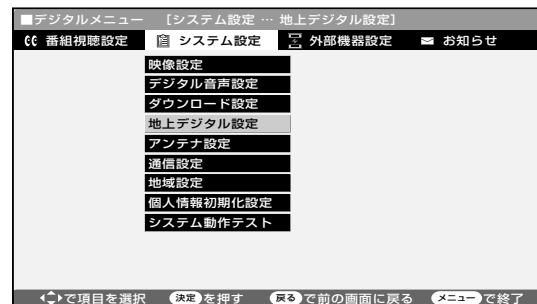 ■デジタルメニュー [システム設定 … 地上デジタル設定]
番組視聴設定 システム設定 外部機器設定 お知らせ
映像設定
デジタル音声設定
ダウンロード設定
地上デジタル設定
アンテナ設定
通信設定
地域設定
個人情報初期化設定
システム動作テスト
で項目を選択 決定を押す 戻るで前の画面に戻る メニューで終了